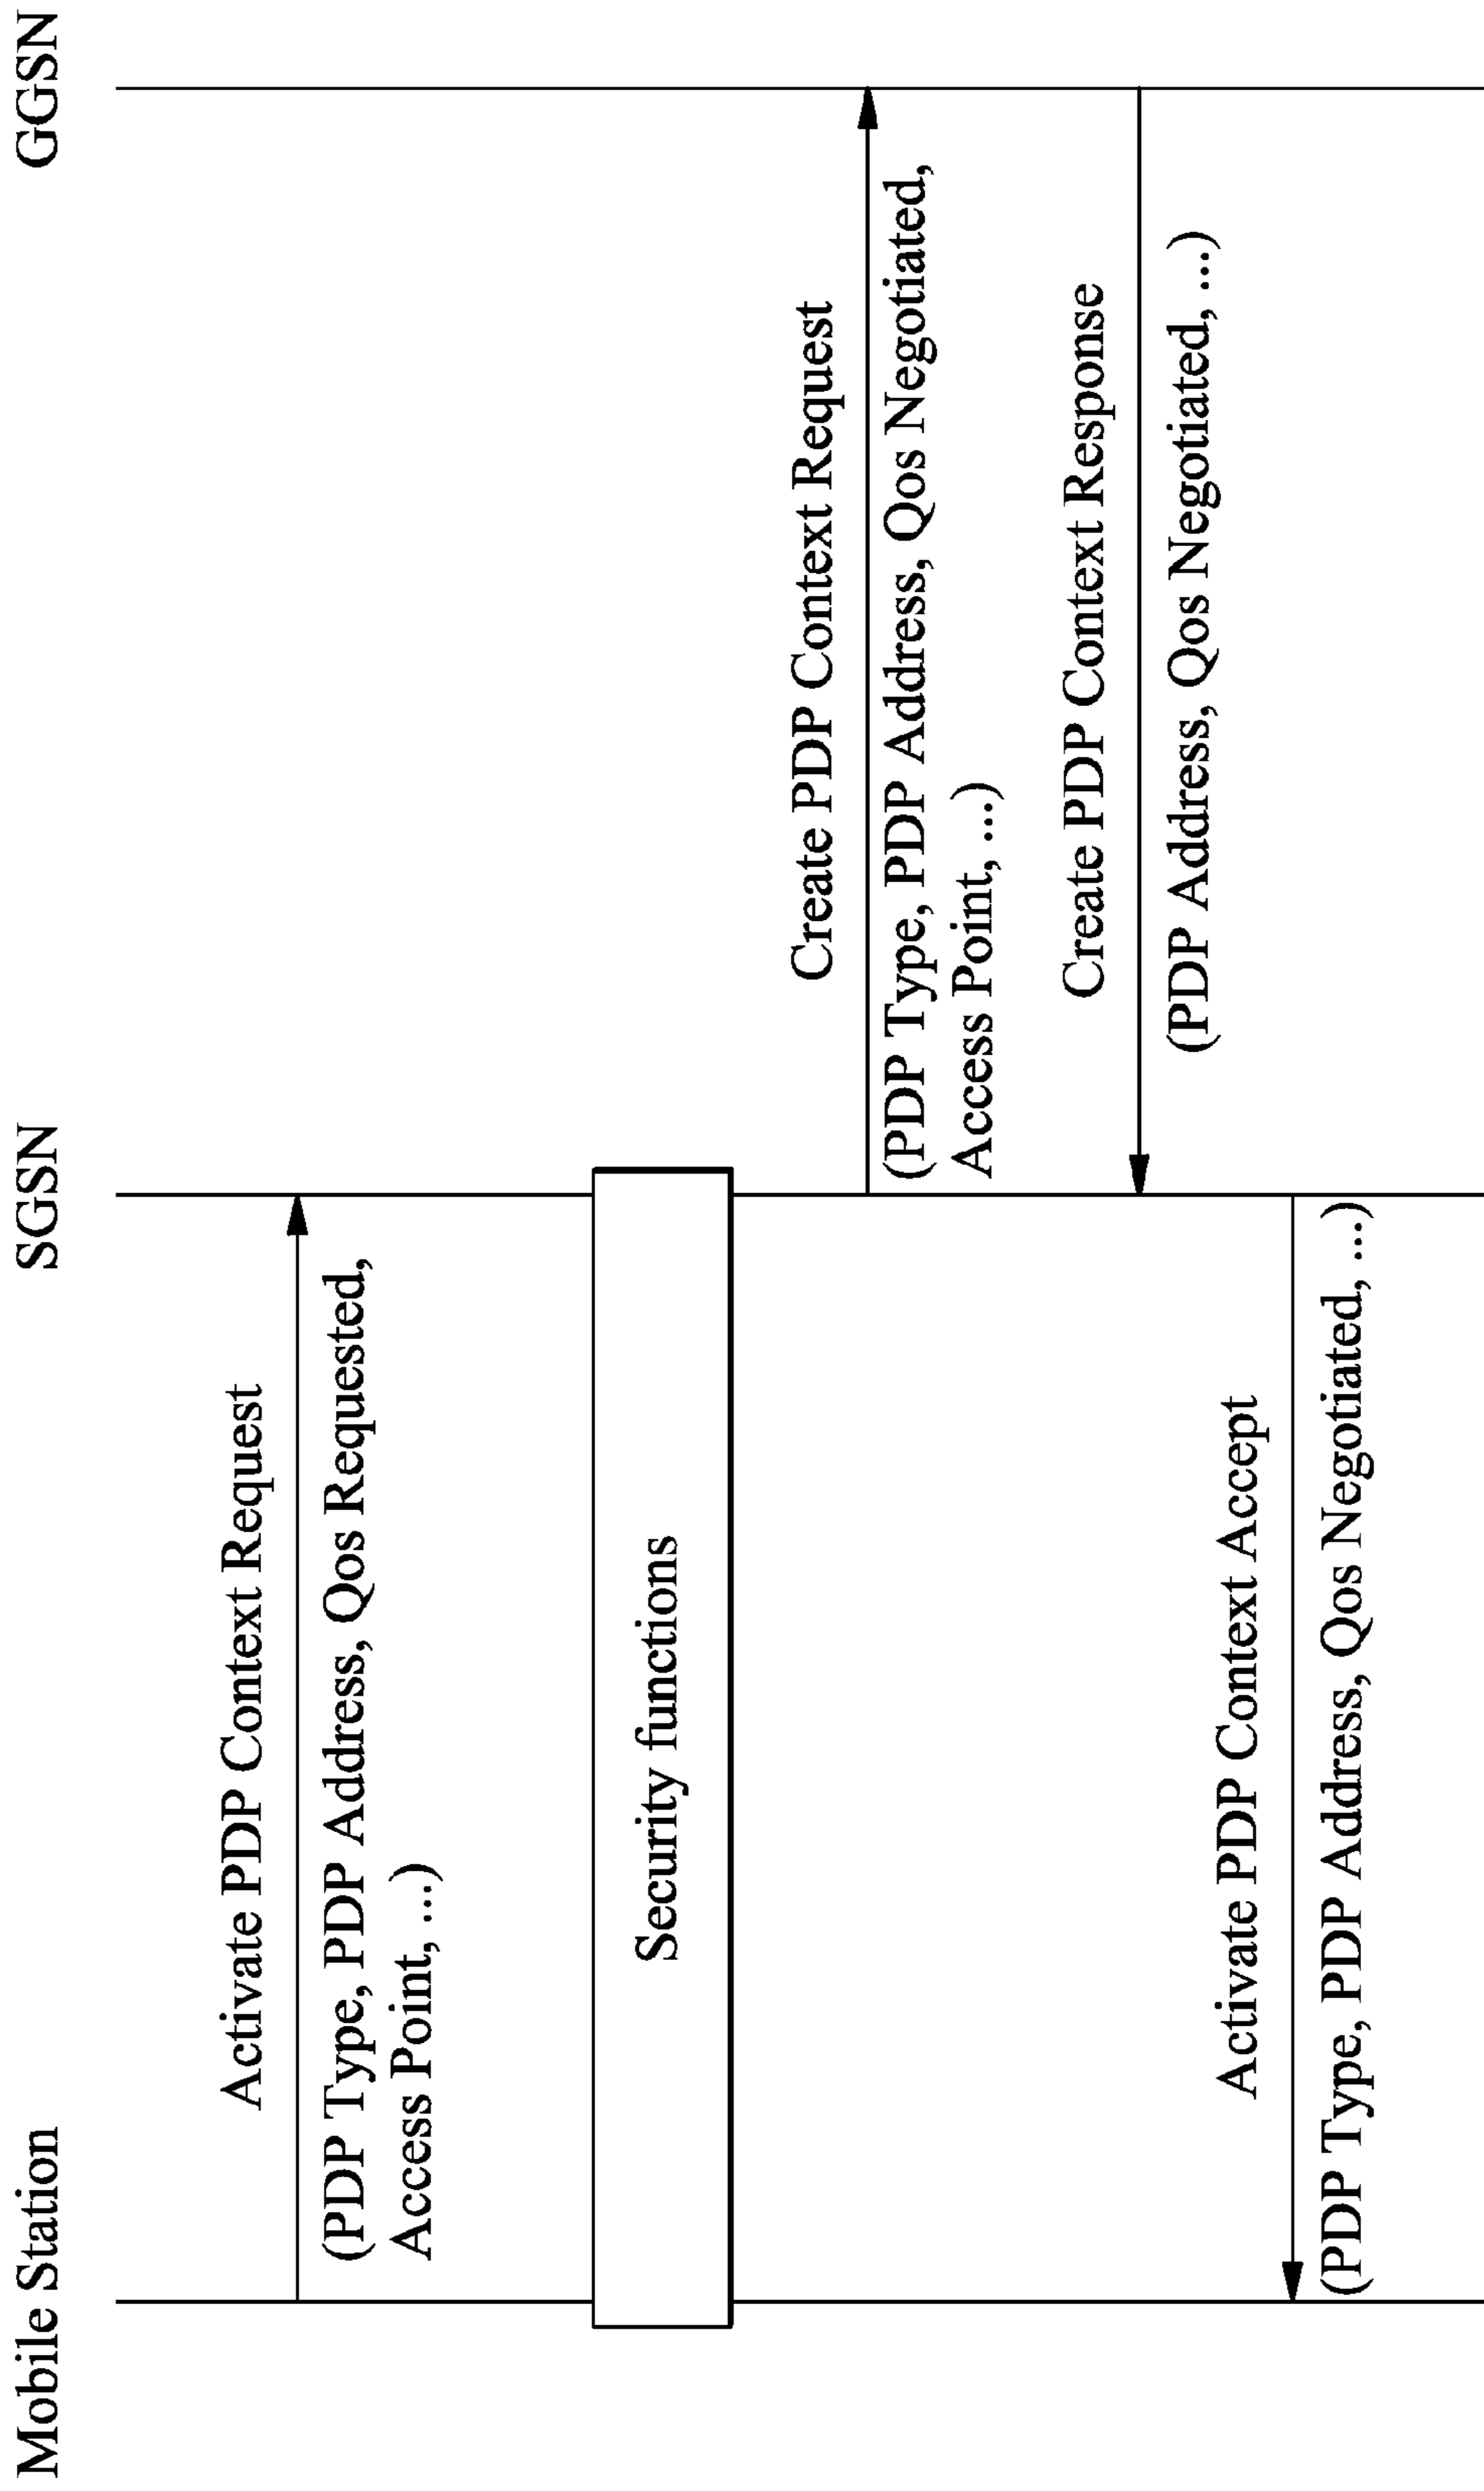 Mobile Station
SGSN
GGSN
Activate PDP Context Request
(PDP Type, PDP Address, Qos Requested,
Access Point, ...)
Security functions
Create PDP Context Request
(PDP Type, PDP Address, Qos Negotiated,
Access Point, ...)
Create PDP Context Response
(PDP Address, Qos Negotiated, ...)
Activate PDP Context Accept
(PDP Type, PDP Address, Qos Negotiated, ...)